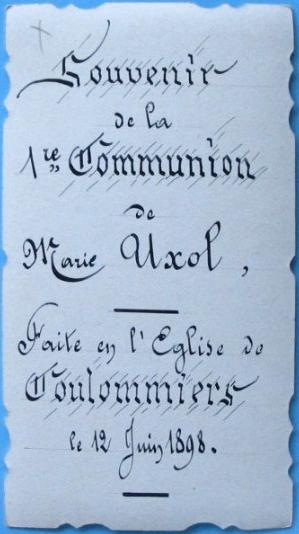 Souvenir
de la
1re Communion
de
Marie Uxol,
Faite en l'Eglise de
Coulommiers
le 12 Juin 1898.